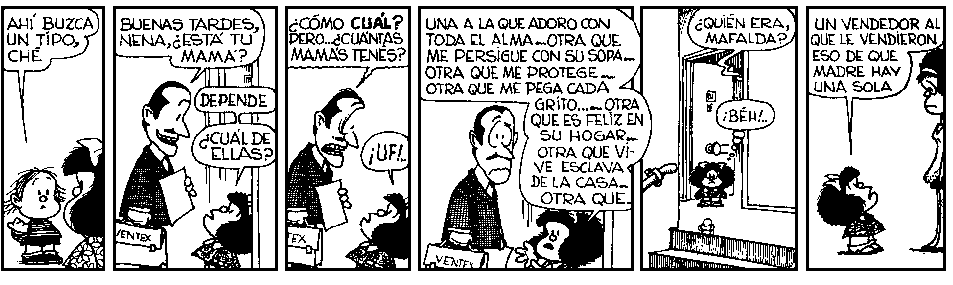 AHÍ BUZCA
UN TIPO,
CHÉ
BUENAS TARDES,
NENA, ¿ESTÁ TU
MAMÁ?
DEPENDE
¿CUÁL DE
ELLAS?
VENTEX
¿CÓMO CUÁL?
PERO...¿CUÁNTAS
MAMÁS TENÉS?
¡UF!..
TEX
UNA A LA QUE ADORO CON
TODA EL ALMA... OTRA QUE
ME PERSIGUE CON SU SOPA...
OTRA QUE ME PROTEGE...
OTRA QUE ME PEGA CADA
GRITO...... OTRA
QUE ES FELIZ EN
SU HOGAR...
OTRA QUE VI-
VE ESCLAVA
DE LA CASA...
OTRA QUE...
VENTEX
¿QUIÉN ERA,
MAFALDA?
¡BÉH!..
UN VENDEDOR AL
QUE LE VENDIERON
ESO DE QUE
MADRE HAY
UNA SOLA